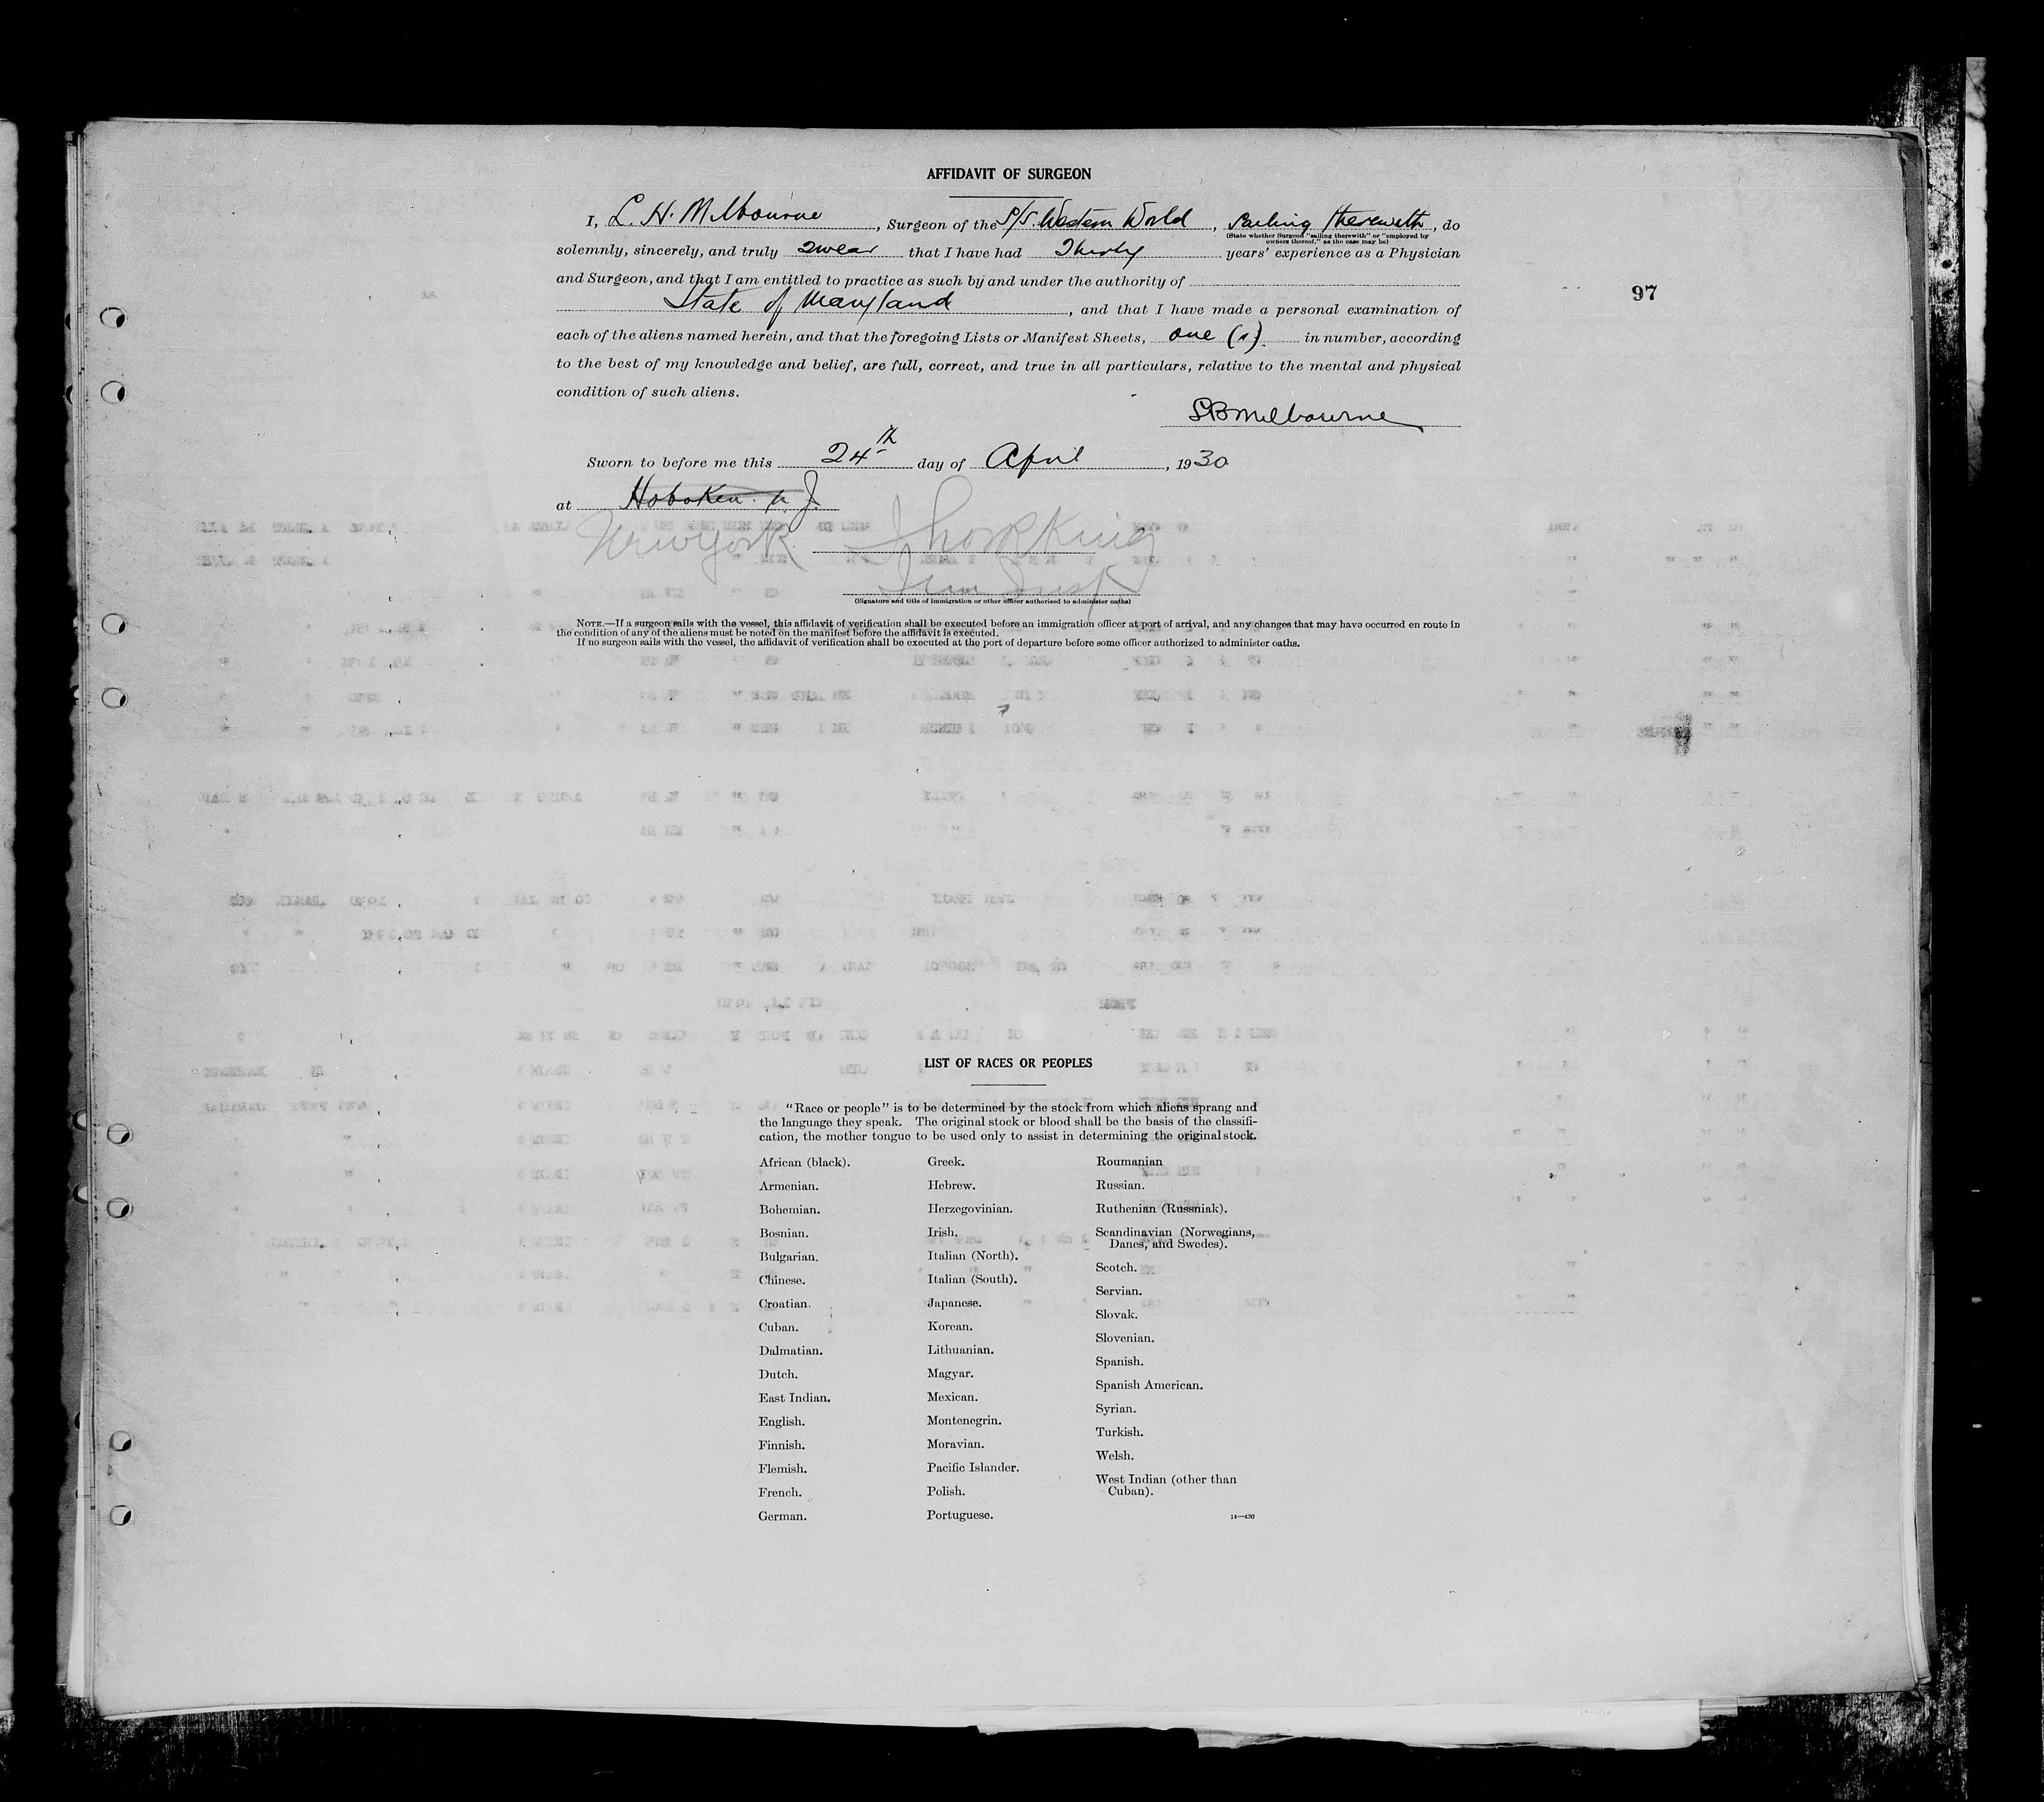 AFFIDAVIT OF SURGEON
I, L. H. Melbourne, Surgeon of the S/S. Western World, Sailing therewith, do
(State whether Surgeon "sailing therewith" or "employed by
owners thereof," as the case may be)
solemnly, sincerely, and truly swear that I have had Thirty years' experience as a Physician
and Surgeon, and that I am entitled to practice as such by and under the authority of
State of Maryland, and that I have made a personal examination of
97
each of the aliens named herein, and that the foregoing Lists or Manifest Sheets, one (1). in number, according
to the best of my knowledge and belief, are full, correct, and true in all particulars, relative to the mental and physical
condition of such aliens.
Melbourne
Sworn to before me this 24th day of April, 1930
at Hoboken. N. J.
New York
(Signature and title of immigration or other officer authorized to administer oaths)
NOTE.—If a surgeon sails with the vessel, this affidavit of verification shall be executed before an immigration officer at port of arrival, and any changes that may have occurred en route in
the condition of any of the aliens must be noted on the manifest before the affidavit is executed.
If no surgeon sails with the vessel, the affidavit of verification shall be executed at the port of departure before some officer authorized to administer oaths.
LIST OF RACES OR PEOPLES
"Race or people" is to be determined by the stock from which aliens sprang and
the language they speak. The original stock or blood shall be the basis of the classifi-
cation, the mother tongue to be used only to assist in determining the original stock.
African (black).
Armenian.
Bohemian.
Bosnian.
Bulgarian.
Chinese.
Croatian.
Cuban.
Dalmatian.
Dutch.
East Indian.
English.
Finnish.
Flemish.
French.
German.
Greek.
Hebrew.
Herzegovinian.
Irish.
Italian (North).
Italian (South).
Japanese.
Korean.
Lithuanian.
Magyar.
Mexican.
Montenegrin.
Moravian.
Pacific Islander.
Polish.
Portuguese.
Roumanian
Russian.
Ruthenian (Russniak).
Scandinavian (Norwegians,
Danes, and Swedes).
Scotch.
Servian.
Slovak.
Slovenian.
Spanish.
Spanish American.
Syrian.
Turkish.
Welsh.
West Indian (other than
Cuban).
14—430